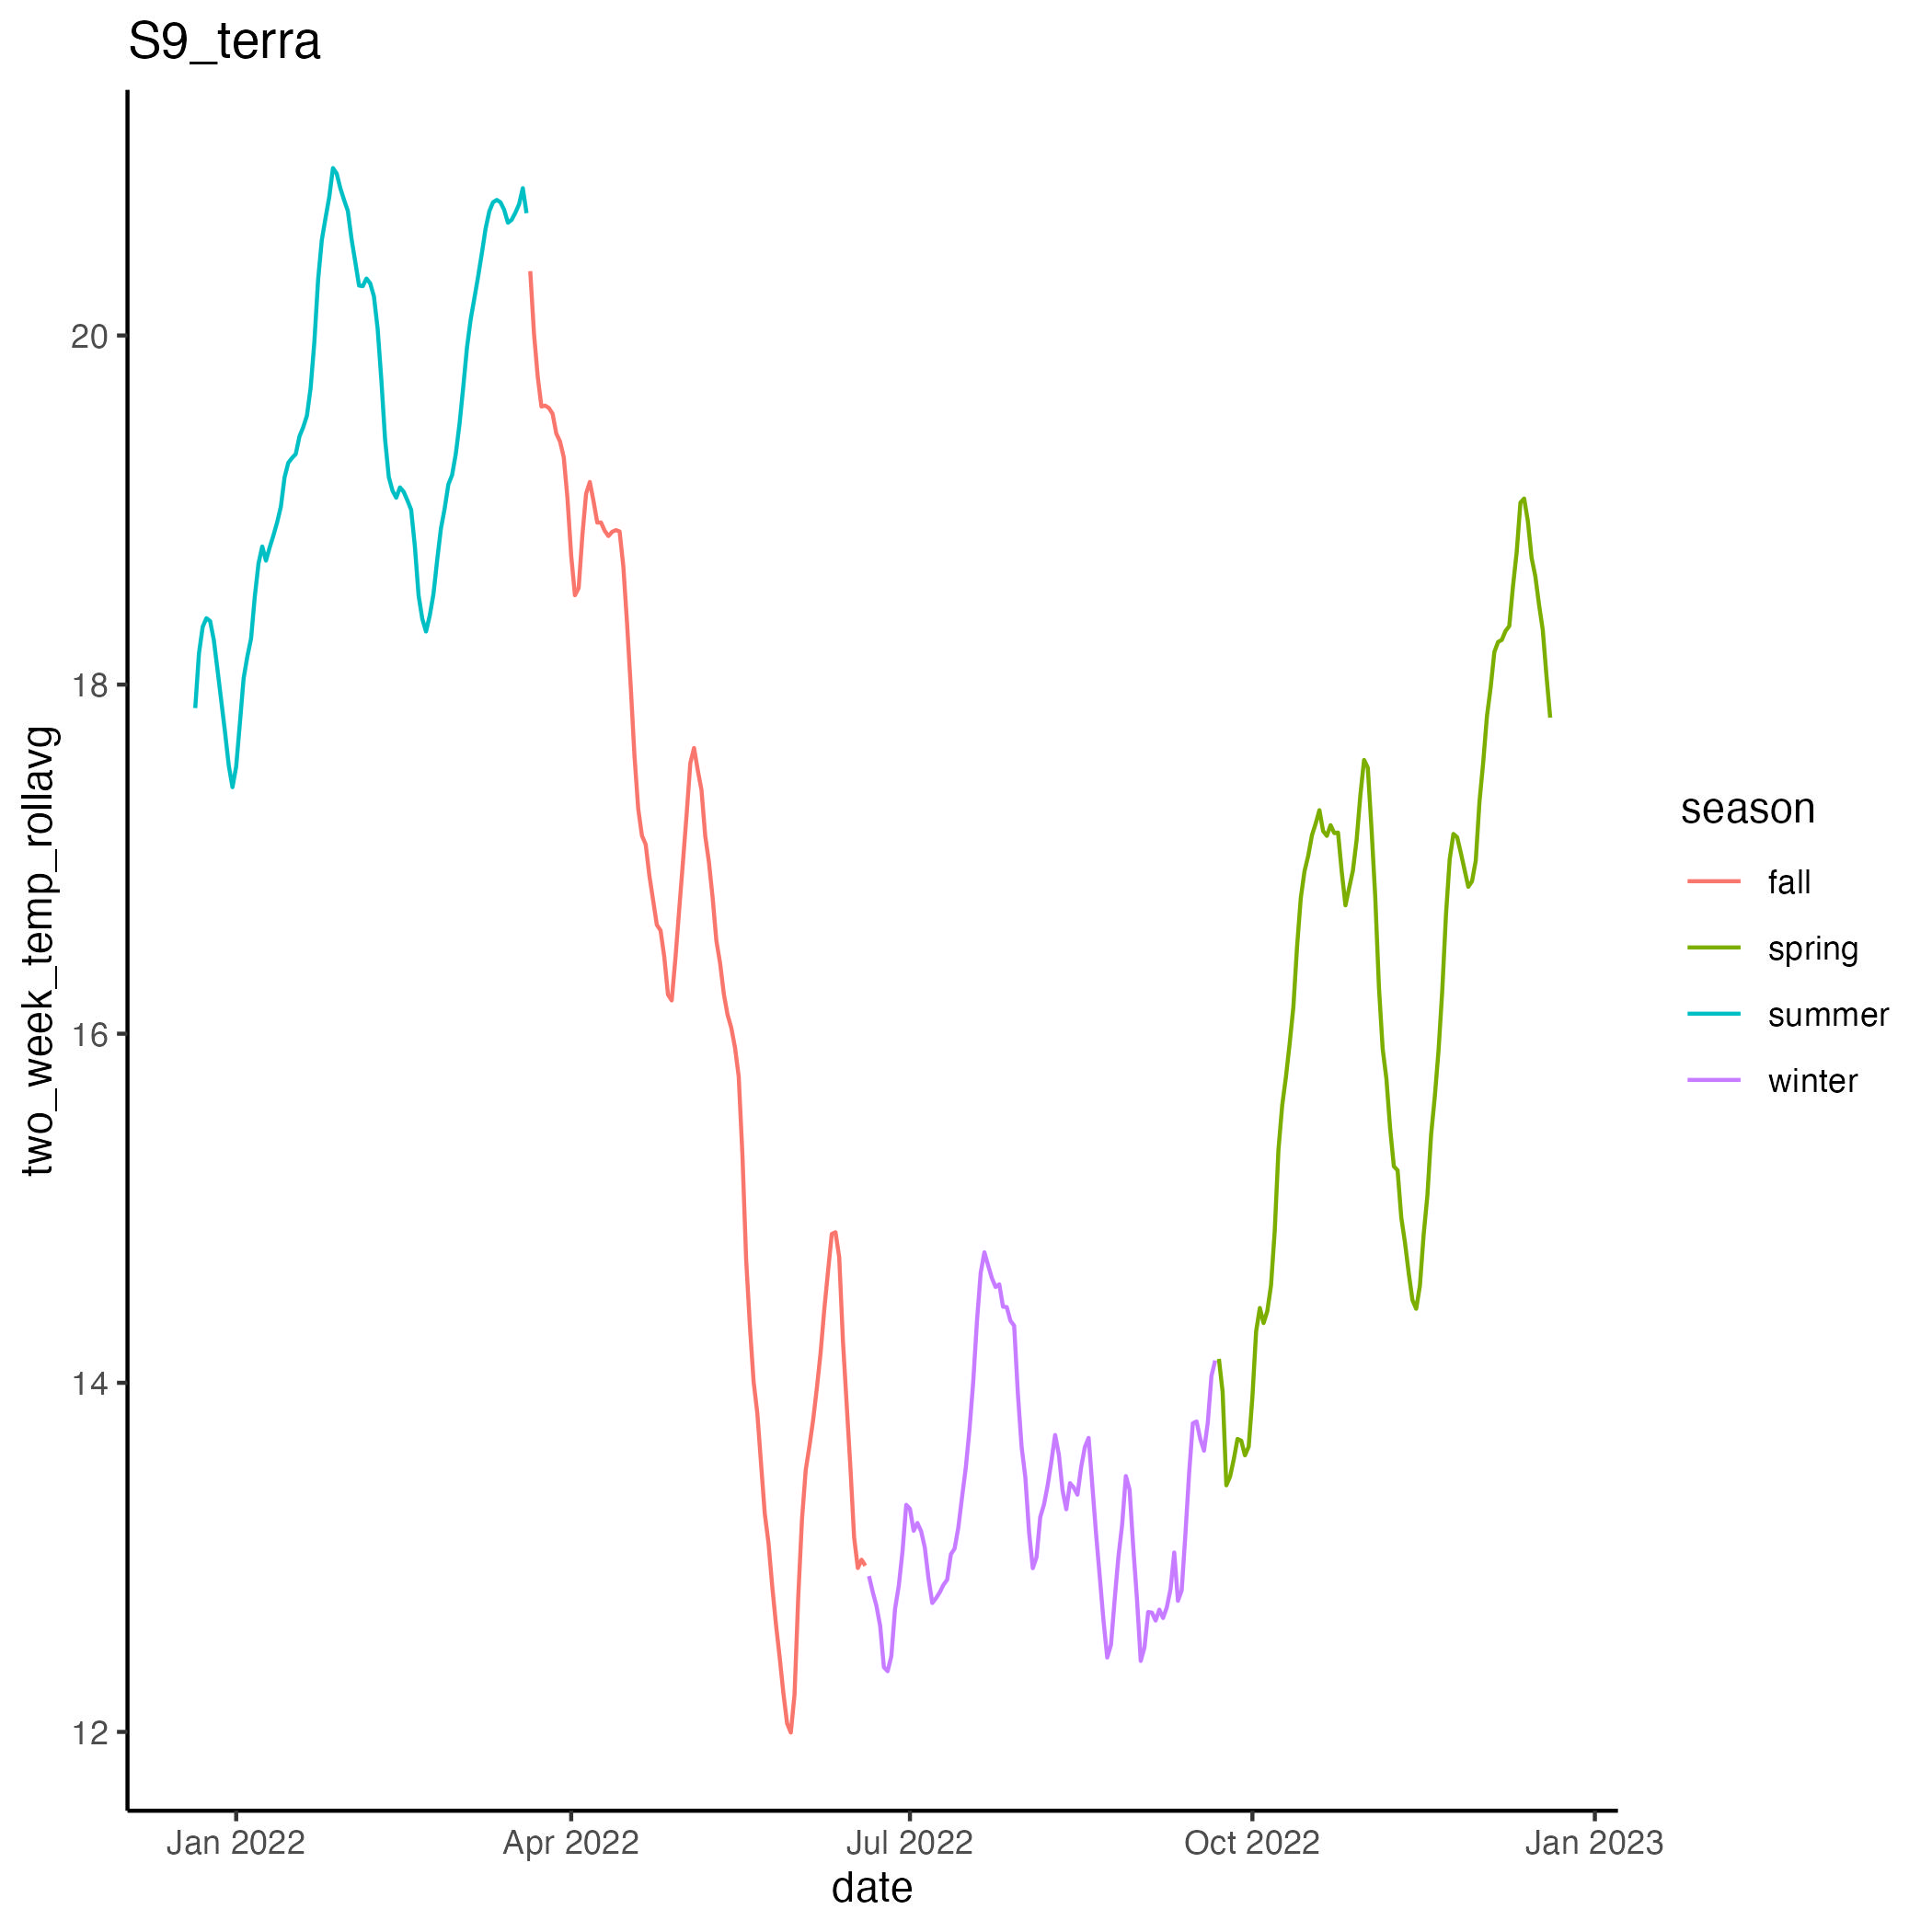 S9_terra
two_week_temp_rollavg
20
18
16
14
12
Jan 2022
Apr 2022
Jul 2022
Oct 2022
Jan 2023
date
season
fall
spring
summer
winter